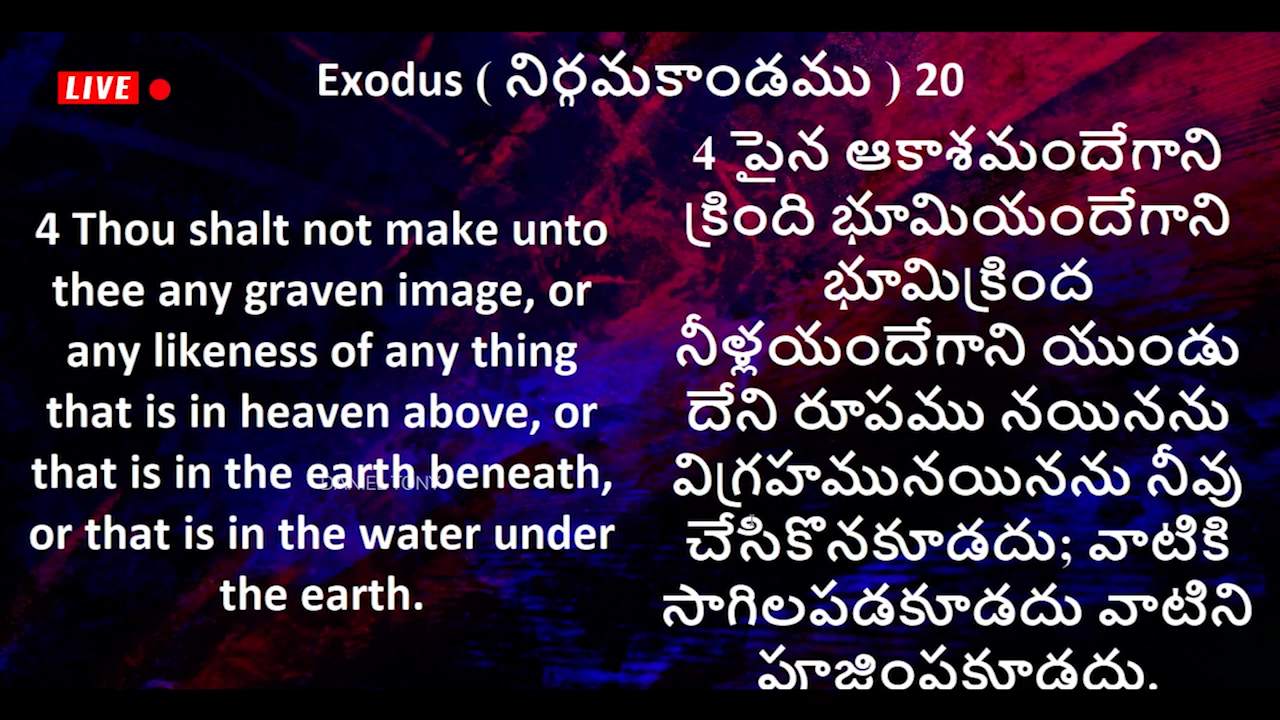 LIVE
Exodus ( నిర్గమకాండము ) 20
4 Thou shalt not make unto
thee any graven image, or
any likeness of any thing
that is in heaven above, or
that is in the earth beneath,
or that is in the water under
the earth.
DANIEL TONY
4 పైన ఆకాశమందేగాని
క్రింది భూమియందేగాని
భూమిక్రింద
నీళ్లయందేగాని యుండు
దేని రూపము నయినను
విగ్రహమునయినను నీవు
చేసికొనకూడదు; వాటికి
సాగిలపడకూడదు వాటిని
పూజింపకూడదు.